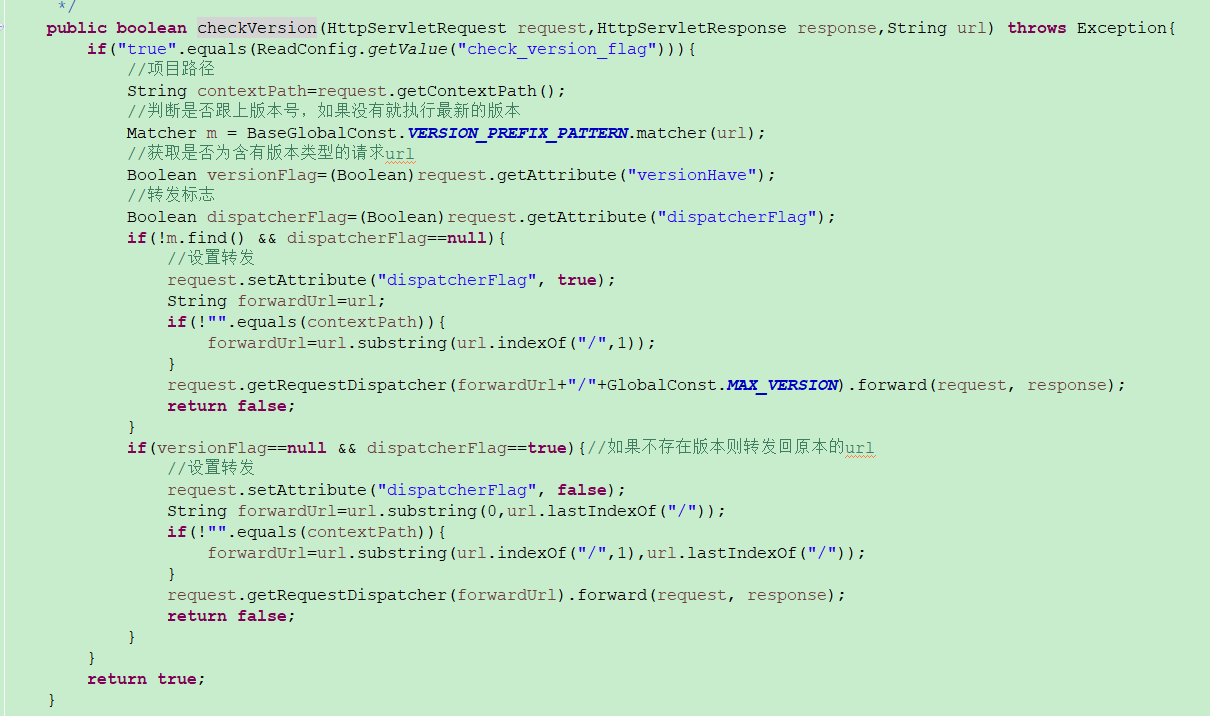 */
public boolean checkVersion(HttpServletRequest request,HttpServletResponse response,String url) throws Exception{
if("true".equals(ReadConfig.getValue("check_version_flag"))){
//项目路径
String contextPath=request.getContextPath();
//判断是否跟上版本号，如果没有就执行最新的版本
Matcher m = BaseGlobalConst.VERSION_PREFIX_PATTERN.matcher(url);
//获取是否为含有版本类型的请求url
Boolean versionFlag=(Boolean)request.getAttribute("versionHave");
//转发标志
Boolean dispatcherFlag=(Boolean)request.getAttribute("dispatcherFlag");
if(!m.find() && dispatcherFlag==null){
//设置转发
request.setAttribute("dispatcherFlag", true);
String forwardUrl=url;
if(!"".equals(contextPath)){
forwardUrl=url.substring(url.indexOf("/",1));
}
request.getRequestDispatcher(forwardUrl+"/"+GlobalConst.MAX_VERSION).forward(request, response);
return false;
}
if(versionFlag==null && dispatcherFlag==true){//如果不存在版本则转发回原本的url
//设置转发
request.setAttribute("dispatcherFlag", false);
String forwardUrl=url.substring(0,url.lastIndexOf("/"));
if(!"".equals(contextPath)){
forwardUrl=url.substring(url.indexOf("/",1),url.lastIndexOf("/"));
}
request.getRequestDispatcher(forwardUrl).forward(request, response);
return false;
}
}
return true;
}